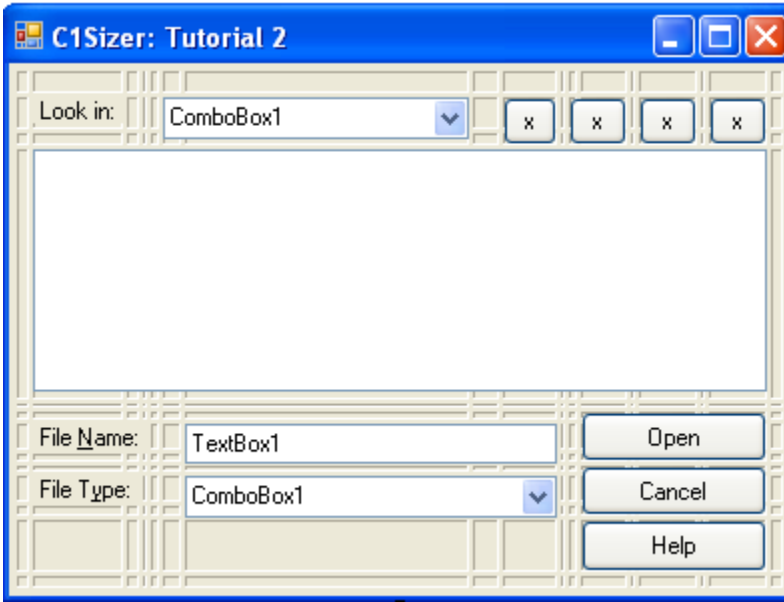 C1Sizer: Tutorial 2
Look in: ComboBox1 x x x x
File Name: TextBox1 Open
File Type: ComboBox1 Cancel
Help